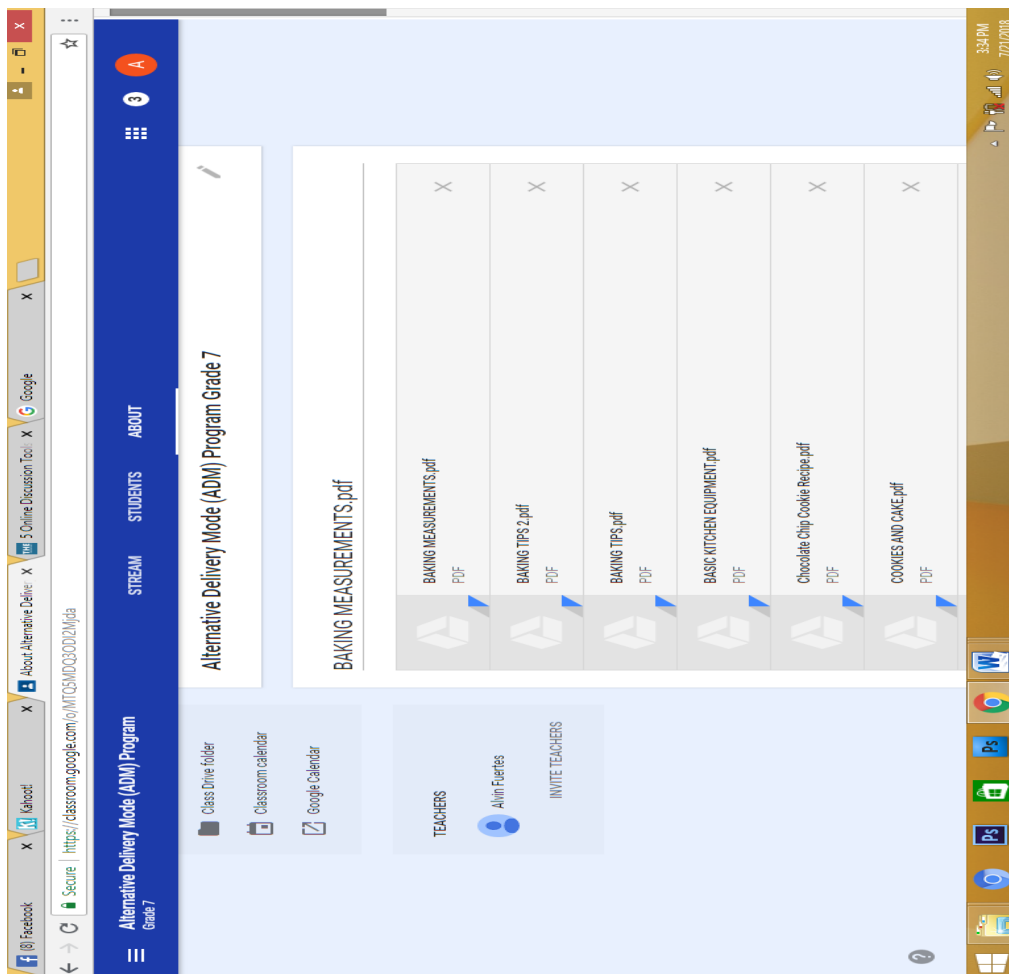 (8) Facebook
Kahoot!
About Alternative Deliver
5 Online Discussion Tool
Google
Secure | https://classroom.google.com/o/MTQ5MDQ3ODI2Mjda
Alternative Delivery Mode (ADM) Program
Grade 7
STREAM
STUDENTS
ABOUT
3
A
Class Drive folder
Classroom calendar
Google Calendar
TEACHERS
Alvin Fuertes
INVITE TEACHERS
Alternative Delivery Mode (ADM) Program Grade 7
BAKING MEASUREMENTS.pdf
BAKING MEASUREMENTS.pdf
PDF
BAKING TIPS 2.pdf
PDF
BAKING TIPS.pdf
PDF
BASIC KITCHEN EQUIPMENT.pdf
PDF
Chocolate Chip Cookie Recipe.pdf
PDF
COOKIES AND CAKE.pdf
PDF
3:34 PM
7/21/2018